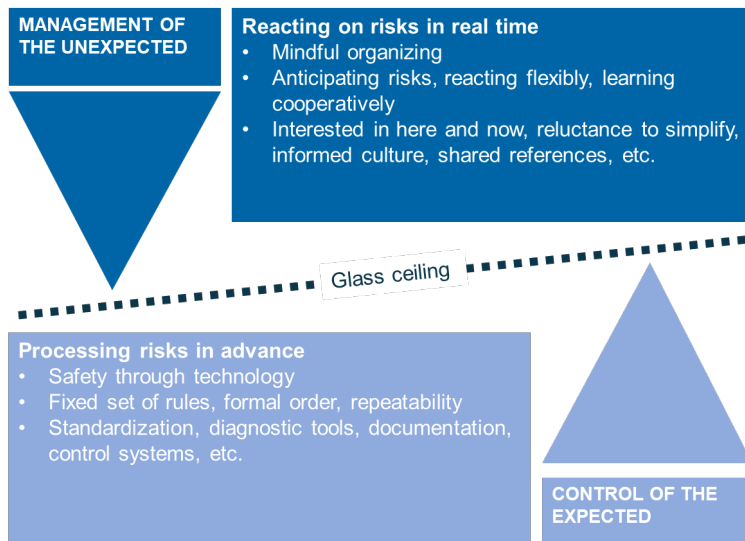 MANAGEMENT OF
THE UNEXPECTED
Reacting on risks in real time
• Mindful organizing
• Anticipating risks, reacting flexibly, learning
cooperatively
• Interested in here and now, reluctance to simplify,
informed culture, shared references, etc.
Glass ceiling
Processing risks in advance
• Safety through technology
• Fixed set of rules, formal order, repeatability
• Standardization, diagnostic tools, documentation,
control systems, etc.
CONTROL OF THE
EXPECTED